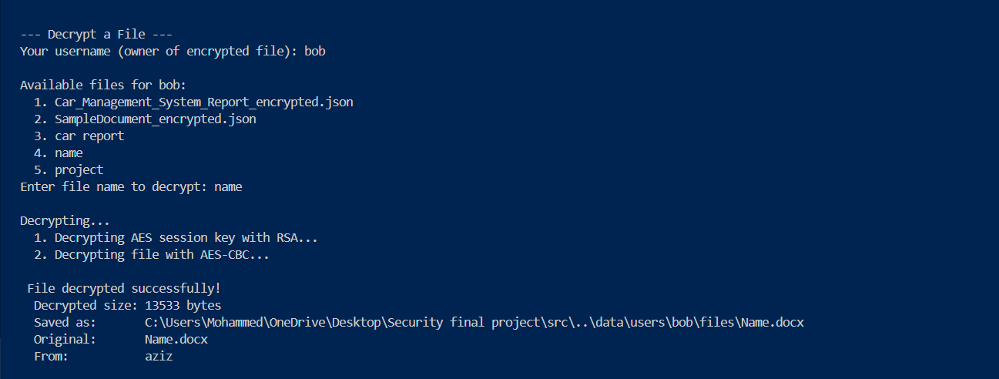 --- Decrypt a File ---
Your username (owner of encrypted file): bob
Available files for bob:
1. Car_Management_System_Report_encrypted.json
2. SampleDocument_encrypted.json
3. car report
4. name
5. project
Enter file name to decrypt: name
Decrypting...
1. Decrypting AES session key with RSA...
2. Decrypting file with AES-CBC...
File decrypted successfully!
Decrypted size: 13533 bytes
Saved as: C:\Users\Mohammed\OneDrive\Desktop\Security final project\src\..\data\users\bob\files\Name.docx
Original: Name.docx
From: aziz